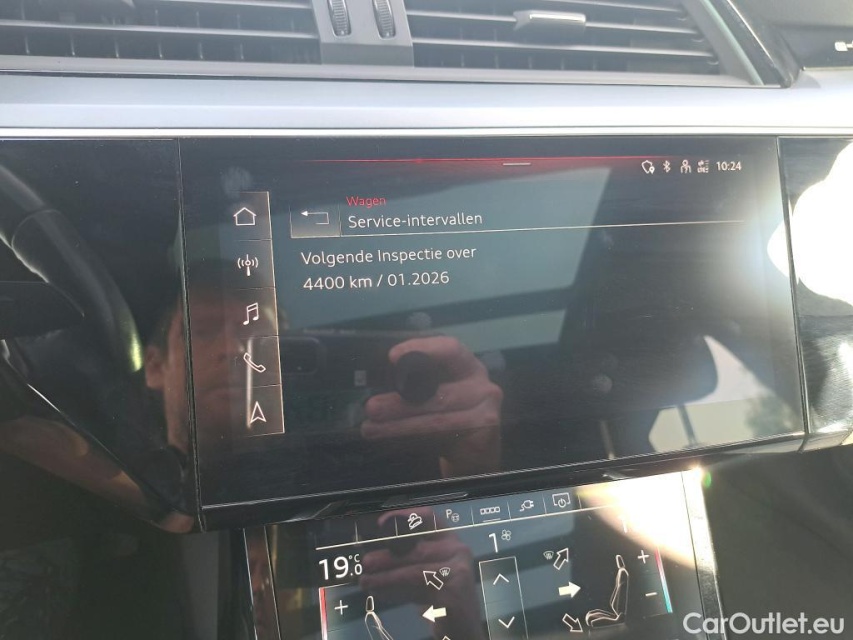 10:24
Wagen
Service-intervallen
Volgende Inspectie over
4400 km / 01.2026
P
19.0 °C
1
+
+
-
CarOutlet.eu